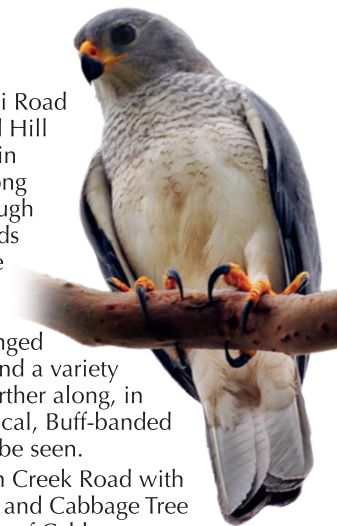 i Road
Hill
in
ong
ugh
ds
e
nged
nd a variety
rther along, in
cal, Buff-banded
be seen.
Creek Road with
and Cabbage Tree